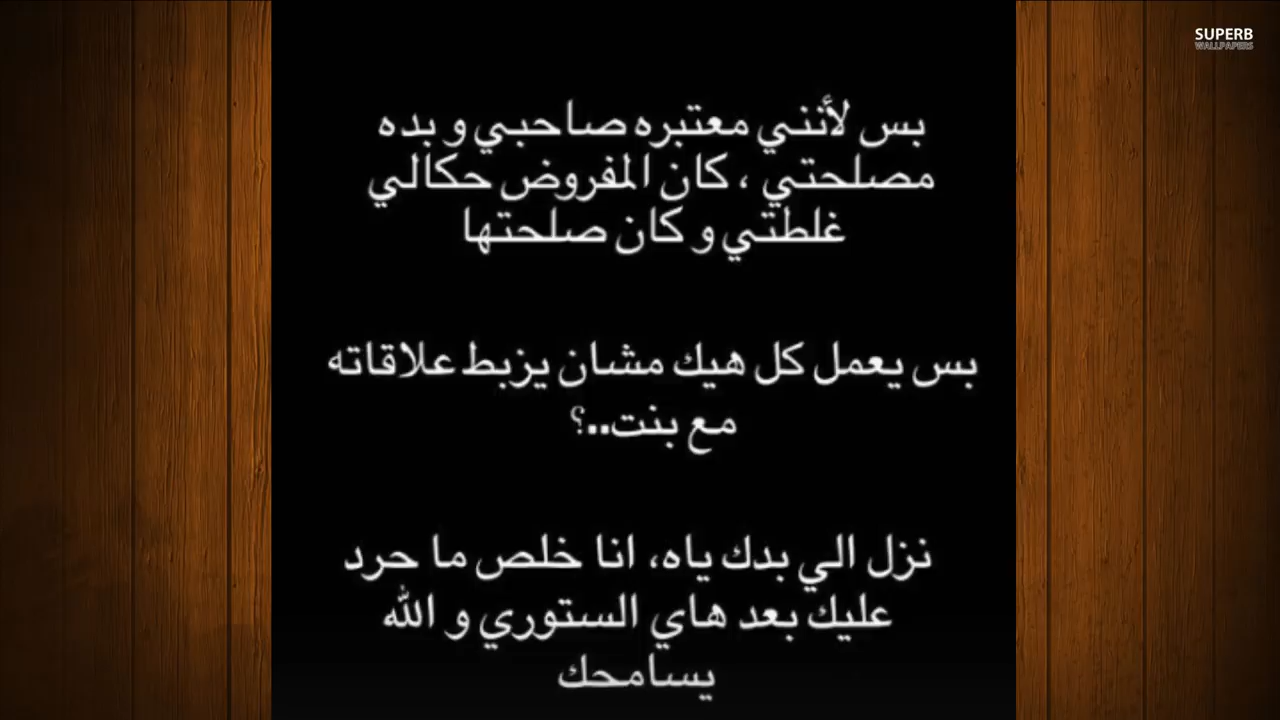 SUPERB
WALLPAPERS
بس لأنني معتبره صاحبي و بده
مصلحتي ، كان المفروض حكالي
غلطتي و كان صلحتها
بس يعمل كل هيك مشان يزبط علاقاته
مع بنت..؟
نزل الي بدك ياه، انا خلص ما حرد
عليك بعد هاي الستوري و الله
يسامحك